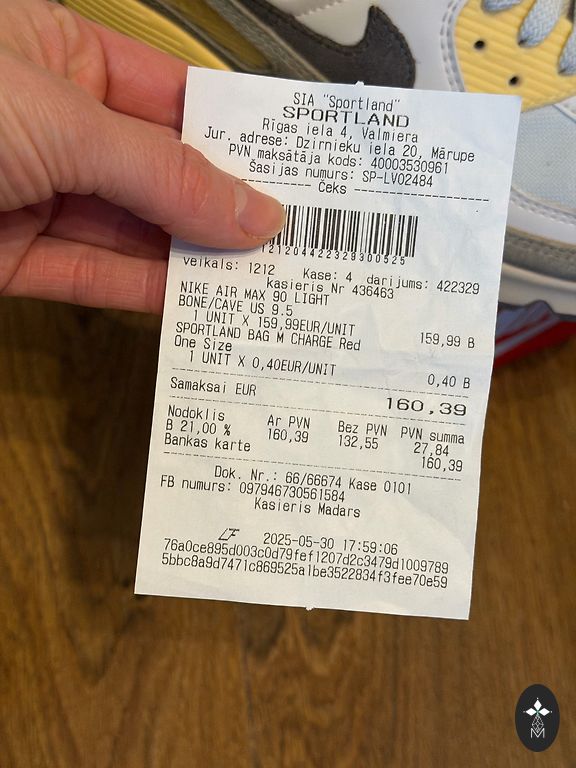 SIA "Sportland"
SPORTLAND
Rīgas iela 4, Valmiera
Jur. adrese: Dzirnieku iela 20, Mārupe
PVN maksātāja kods: 40003530961
Šasijas numurs: SP-LV02484
Čeks
121204422329300525
Veikals: 1212 Kase: 4 darījums: 422329
kasieris Nr 436463
NIKE AIR MAX 90 LIGHT
BONE/CAVE US 9.5
1 UNIT X 159,99EUR/UNIT 159,99 B
SPORTLAND BAG M CHARGE Red
One Size
1 UNIT X 0,40EUR/UNIT 0,40 B
Samaksai EUR 160,39
Nodoklis Ar PVN Bez PVN PVN summa
B 21,00 % 160,39 132,55 27,84
Bankas karte 160,39
Dok. Nr.: 66/66674 Kase 0101
FB numurs: 097946730561584
Kasieris Madars
LF 2025-05-30 17:59:06
76a0ce895d003c0d79fef1207d2c3479d1009789
5bbc8a9d7471c869525a1be3522834f3fee70e59
M